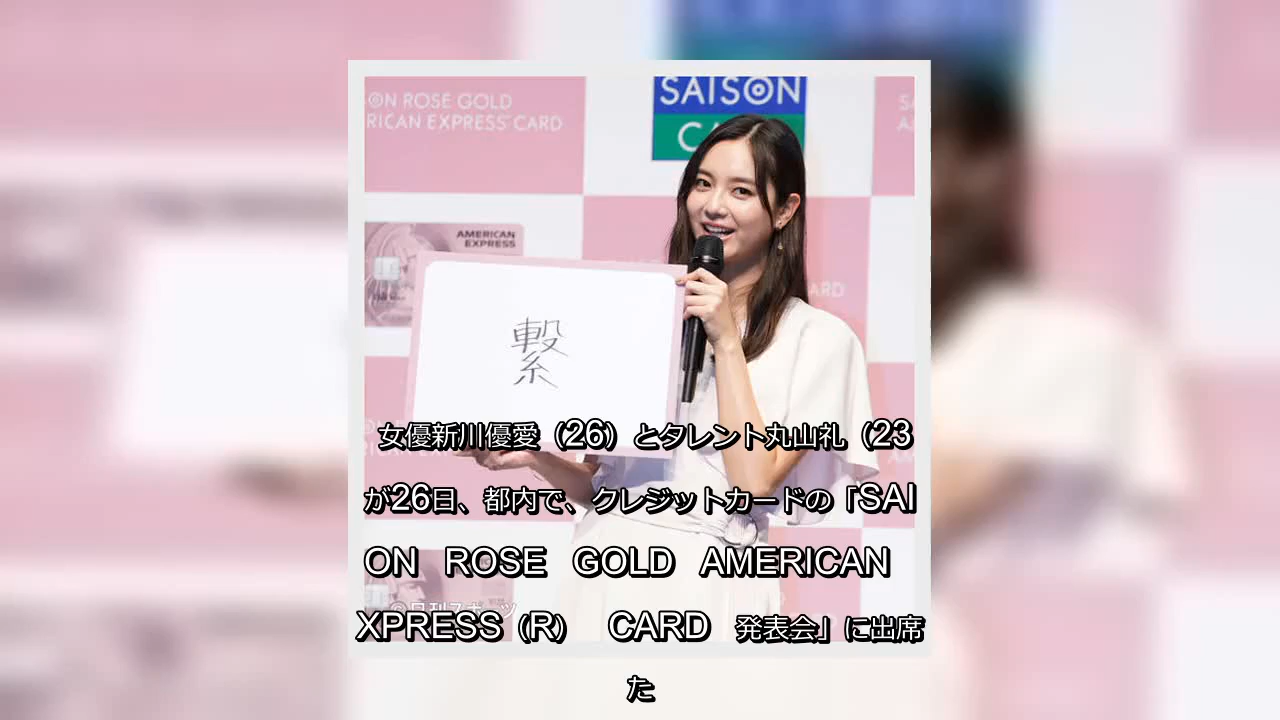 SAISON
ON ROSE GOLD
RICAN EXPRESS CARD
AMERICAN
EXPRESS
繋
女優新川優愛（26）とタレント丸山礼（23
が26日、都内で、クレジットカードの「SAI
ON ROSE GOLD AMERICAN
XPRESS（R） CARD 発表会」に出席
た